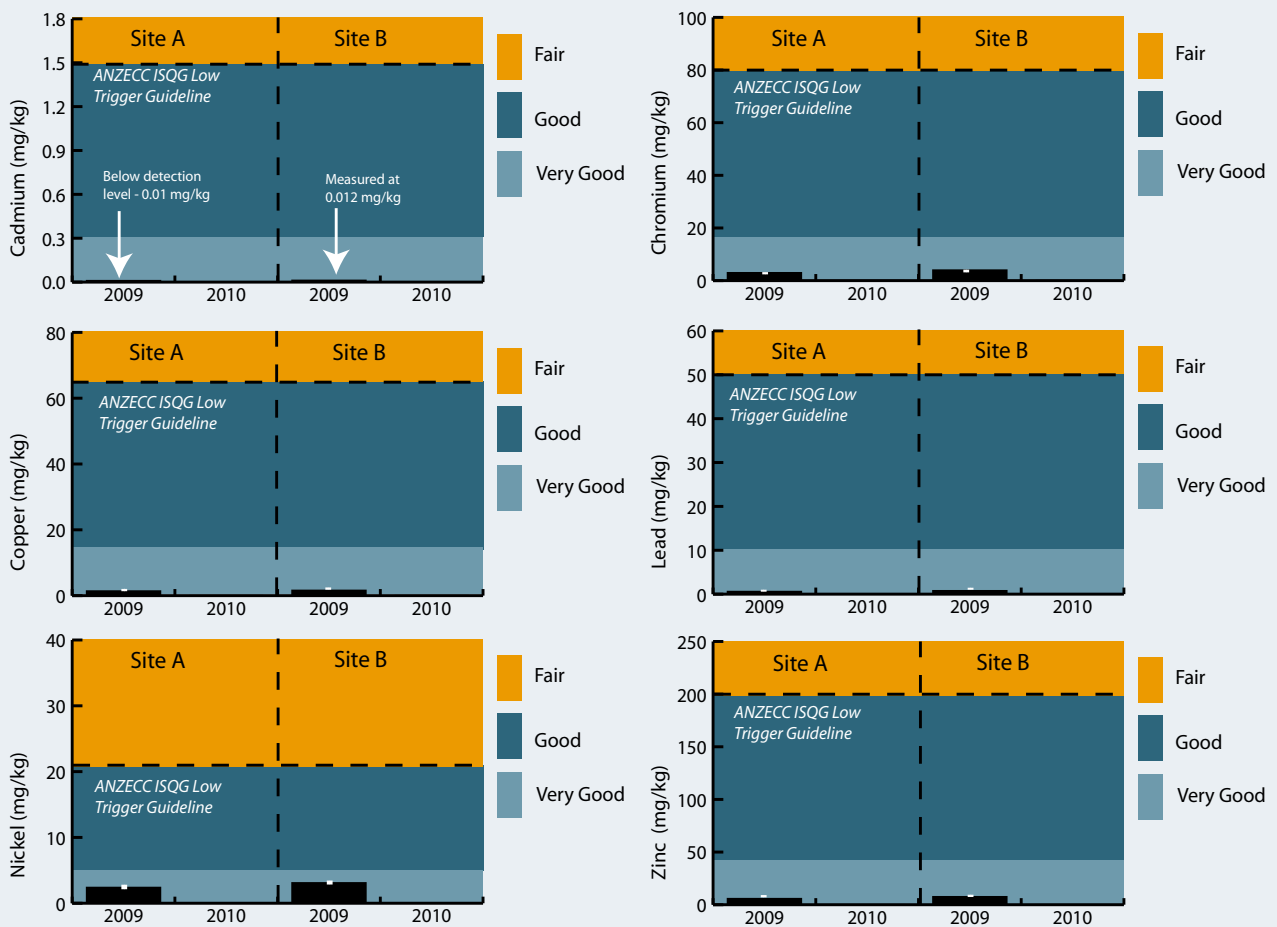 Cadmium (mg/kg)
1.8
1.5
1.2
0.9
0.6
0.3
0.0
Site A
Site B
ANZECC ISQG Low
Trigger Guideline
Below detection
level - 0.01 mg/kg
Measured at
0.012 mg/kg
2009
2010
2009
2010
Fair
Good
Very Good
Chromium (mg/kg)
100
80
60
40
20
0
Site A
Site B
ANZECC ISQG Low
Trigger Guideline
2009
2010
2009
2010
Fair
Good
Very Good
Copper (mg/kg)
80
60
40
20
0
Site A
Site B
ANZECC ISQG Low
Trigger Guideline
2009
2010
2009
2010
Fair
Good
Very Good
Lead (mg/kg)
60
50
40
30
20
10
0
Site A
Site B
ANZECC ISQG Low
Trigger Guideline
2009
2010
2009
2010
Fair
Good
Very Good
Nickel (mg/kg)
40
30
20
10
0
Site A
Site B
ANZECC ISQG Low
Trigger Guideline
2009
2010
2009
2010
Fair
Good
Very Good
Zinc (mg/kg)
250
200
150
100
50
0
Site A
Site B
ANZECC ISQG Low
Trigger Guideline
2009
2010
2009
2010
Fair
Good
Very Good